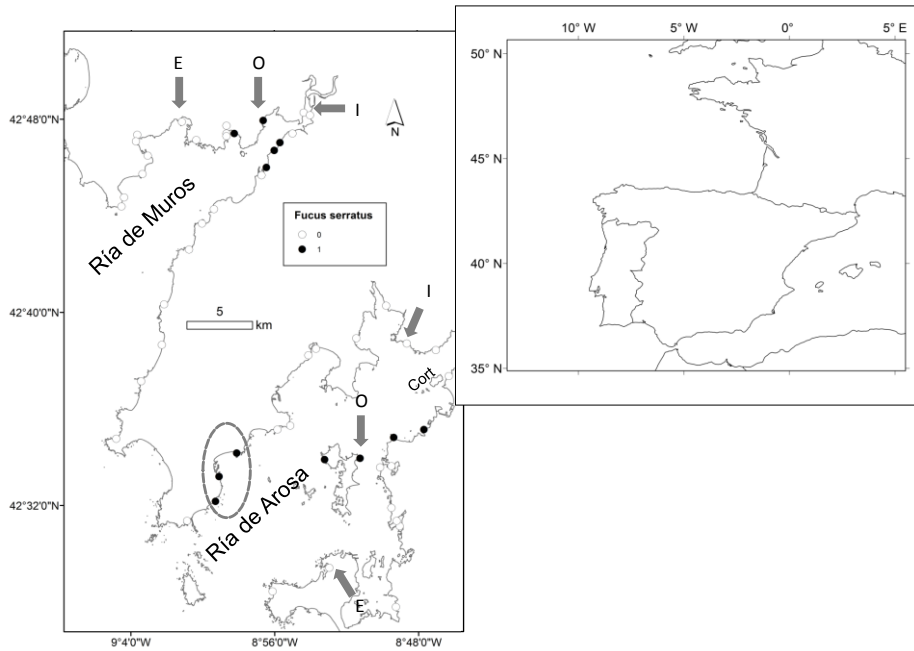 10° W 5° W 0° 5° E
50° N
45° N
40° N
35° N
E
O
I
42°48'0"N
N
Ría de Muros
Fucus serratus
0
1
5
km
42°40'0"N
I
Cort
O
42°32'0"N
Ría de Arosa
E
9°4'0"W 8°56'0"W 8°48'0"W